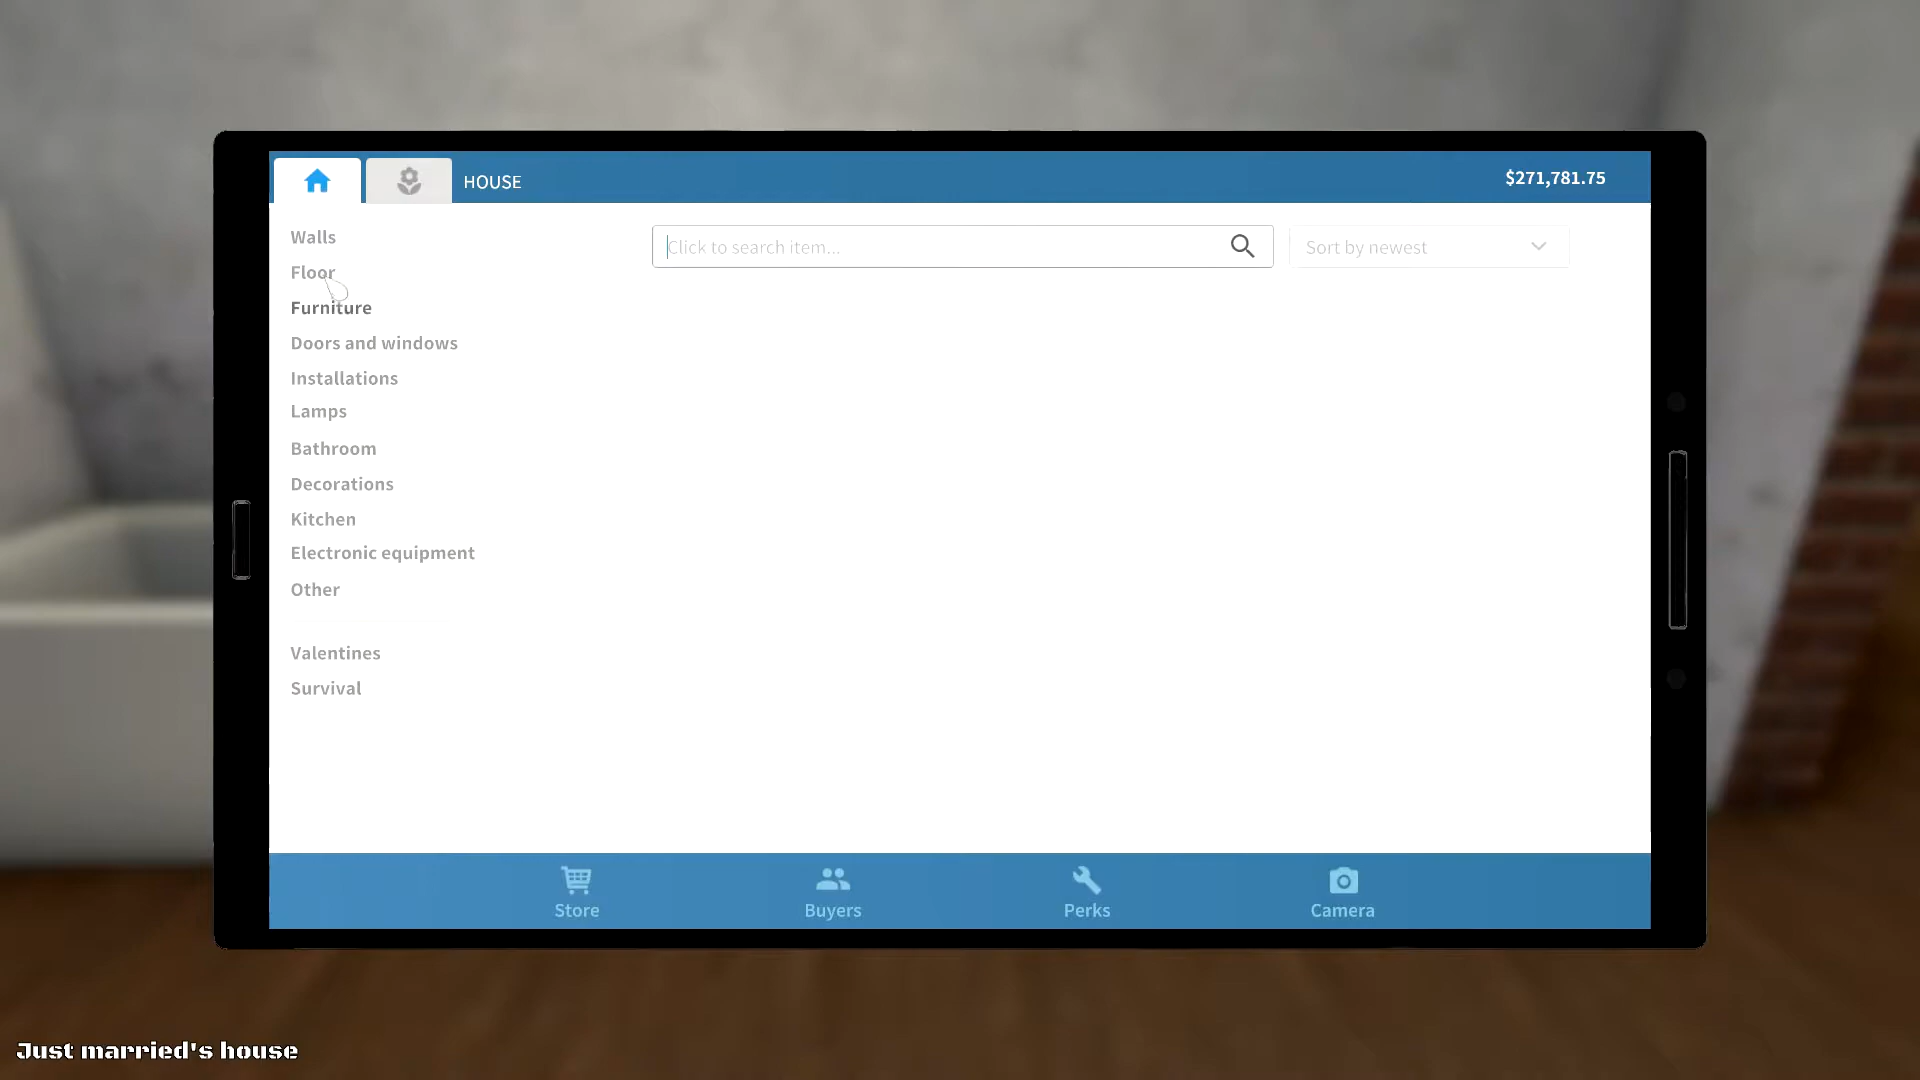 HOUSE
$271,781.75
Walls
Floor
Furniture
Doors and windows
Installations
Lamps
Bathroom
Decorations
Kitchen
Electronic equipment
Other
Valentines
Survival
Click to search item...
Sort by newest
Store
Buyers
Perks
Camera
Just married's house